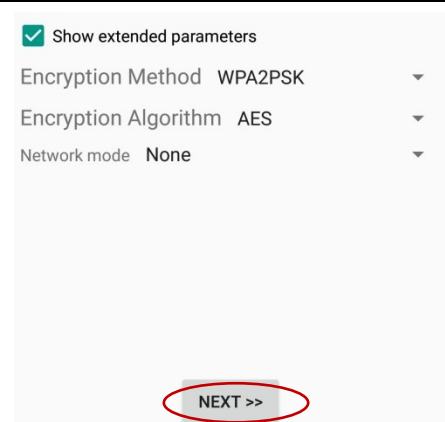 Show extended parameters
Encryption Method WPA2PSK
Encryption Algorithm AES
Network mode None
NEXT >>